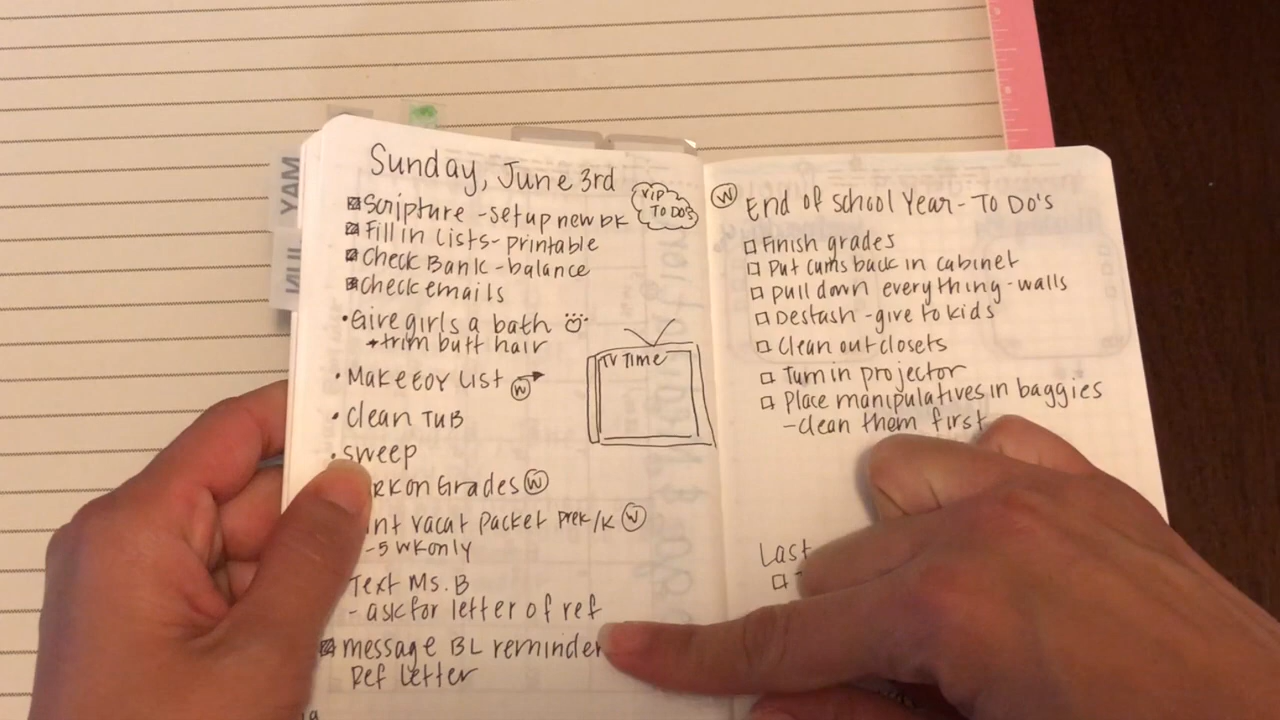 MAY
JUN
Sunday, June 3rd
VIP
TO DO'S
Scripture - set up new BK
Fill in Lists - printable
Check Bank - balance
Check emails
• Give girls a bath
trim butt hair
• Make EOY List W
• Clean TUB
• Sweep
Grades W
vacat packet prek/K W
- 5 WK only
Text Ms. B
- ask for letter of ref
message BL reminder
Ref Letter
TV Time
W End of School Year - To Do's
Finish grades
Put cums back in cabinet
pull down everything - walls
Destash - give to kids
Clean out closets
Turn in projector
Place manipulatives in baggies
- clean them first
Last